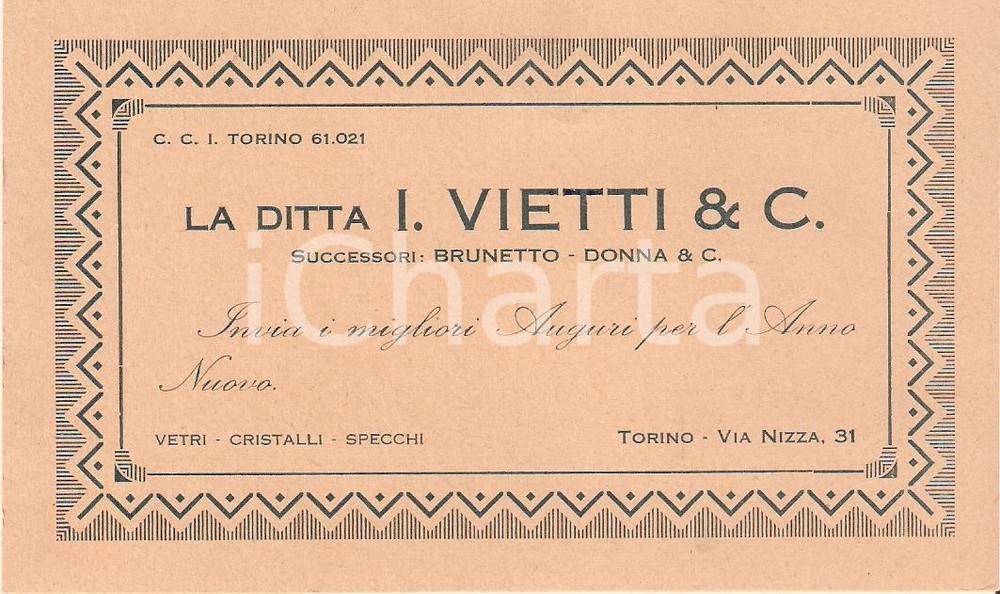 C. C. I. TORINO 61.021
LA DITTA I. VIETTI & C.
SUCCESSORI: BRUNETTO - DONNA & C.
iCharta
Invia i migliori Auguri per l'Anno
Nuovo.
VETRI - CRISTALLI - SPECCHI
TORINO - VIA NIZZA, 31